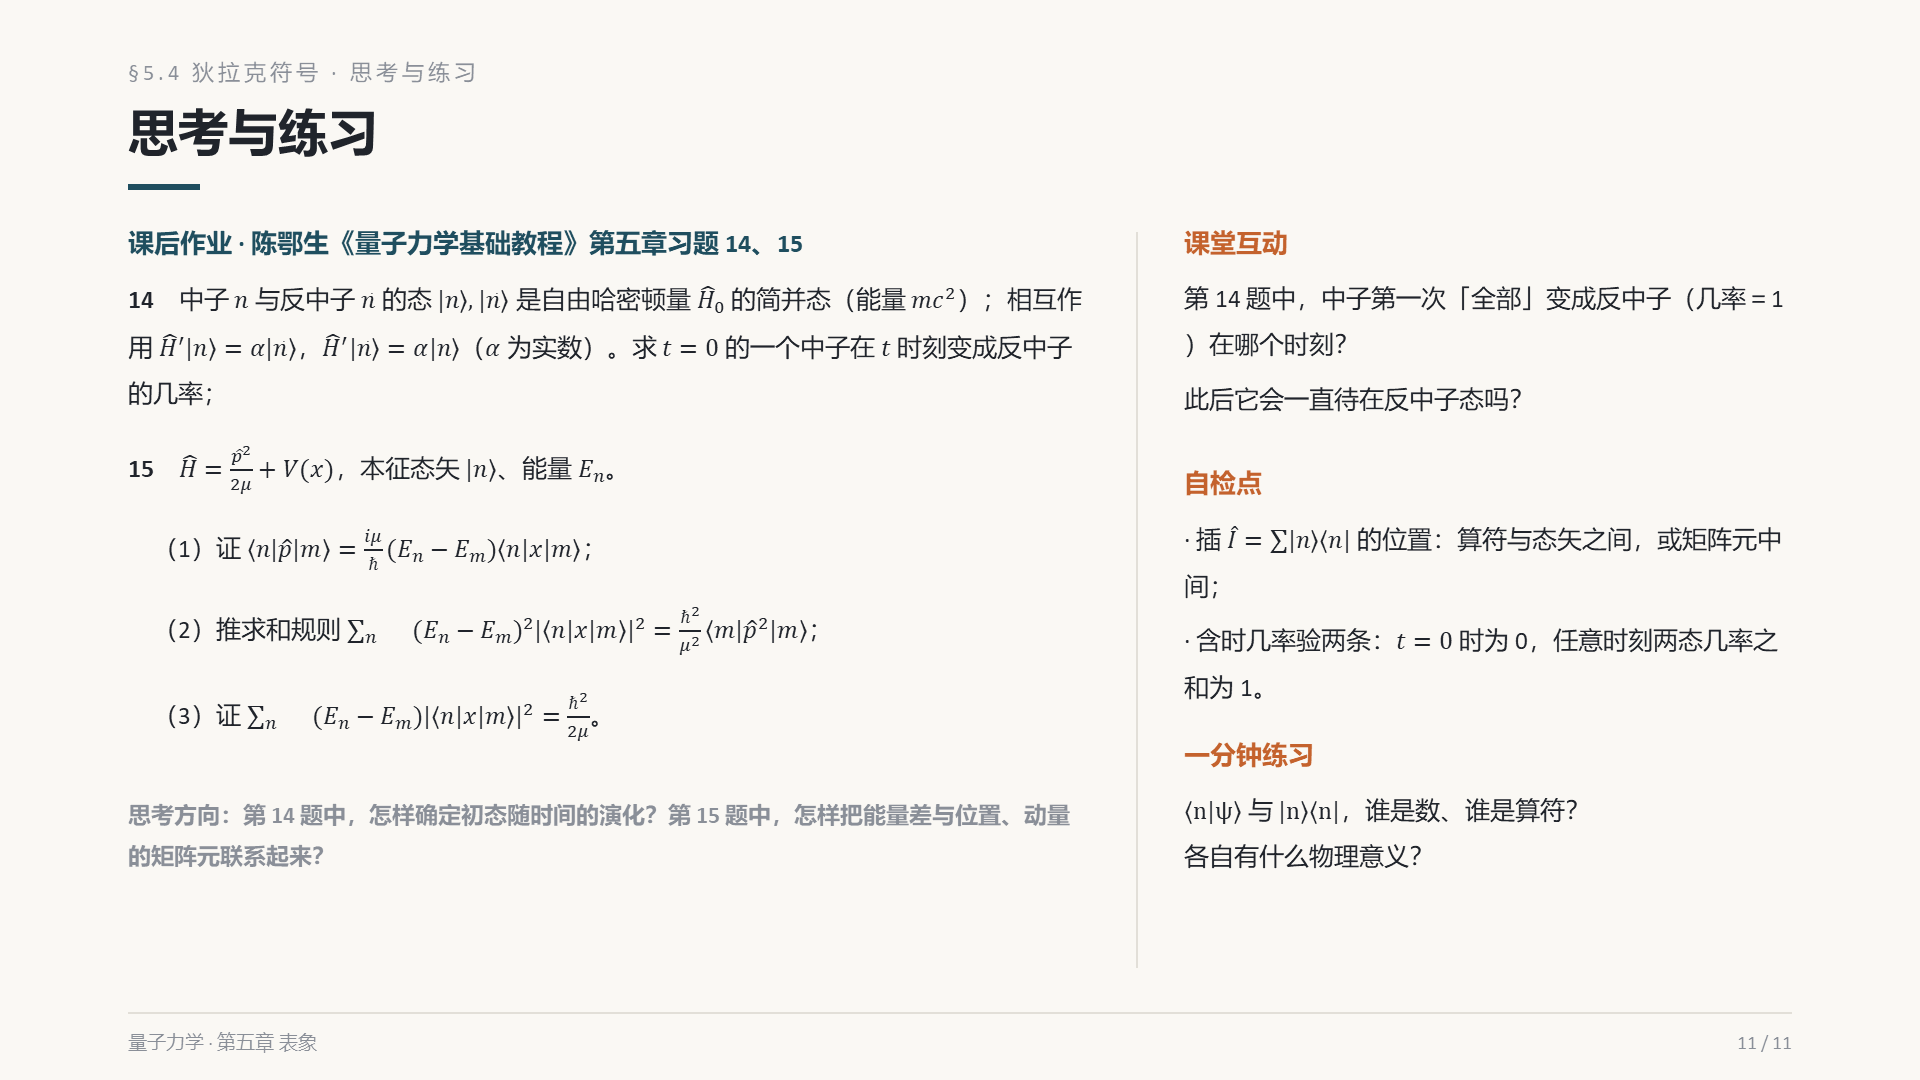 §5.4 狄拉克符号 · 思考与练习
思考与练习
课后作业 · 陈鄂生《量子力学基础教程》第五章习题 14、15
14 中子 n 与反中子 ṅ 的态 |n⟩, |ṅ⟩ 是自由哈密顿量 Ĥ₀ 的简并态（能量 mc²）；相互作
用 Ĥ′|n⟩ = α|ṅ⟩，Ĥ′|ṅ⟩ = α|n⟩（α 为实数）。求 t = 0 的一个中子在 t 时刻变成反中子
的几率；
15 Ĥ = p̂²/2μ + V(x)，本征态矢 |n⟩、能量 Eₙ。
（1）证 ⟨n|p̂|m⟩ = iμ/ħ (Eₙ − Eₘ)⟨n|x|m⟩；
（2）推求和规则 ∑ₙ (Eₙ − Eₘ)²|⟨n|x|m⟩|² = ħ²/μ² ⟨m|p̂²|m⟩；
（3）证 ∑ₙ (Eₙ − Eₘ)|⟨n|x|m⟩|² = ħ²/2μ。
思考方向：第 14 题中，怎样确定初态随时间的演化？第 15 题中，怎样把能量差与位置、动量
的矩阵元联系起来？
课堂互动
第 14 题中，中子第一次「全部」变成反中子（几率 = 1
）在哪个时刻？
此后它会一直待在反中子态吗？
自检点
· 插 Î = ∑|n⟩⟨n| 的位置：算符与态矢之间，或矩阵元中
间；
· 含时几率验两条：t = 0 时为 0，任意时刻两态几率之
和为 1。
一分钟练习
⟨n|ψ⟩ 与 |n⟩⟨n|，谁是数、谁是算符？
各自有什么物理意义？
量子力学 · 第五章 表象
11 / 11